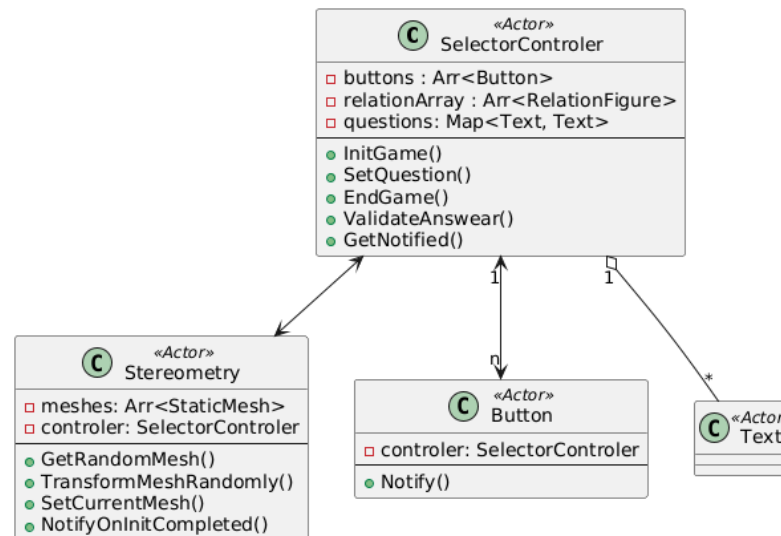 «Actor»
C SelectorControler
buttons : Arr<Button>
relationArray : Arr<RelationFigure>
questions: Map<Text, Text>
InitGame()
SetQuestion()
EndGame()
ValidateAnswear()
GetNotified()
1
1
n
*
«Actor»
C Stereometry
meshes: Arr<StaticMesh>
controler: SelectorControler
GetRandomMesh()
TransformMeshRandomly()
SetCurrentMesh()
NotifyOnInitCompleted()
«Actor»
C Button
controler: SelectorControler
Notify()
«Actor
C Text